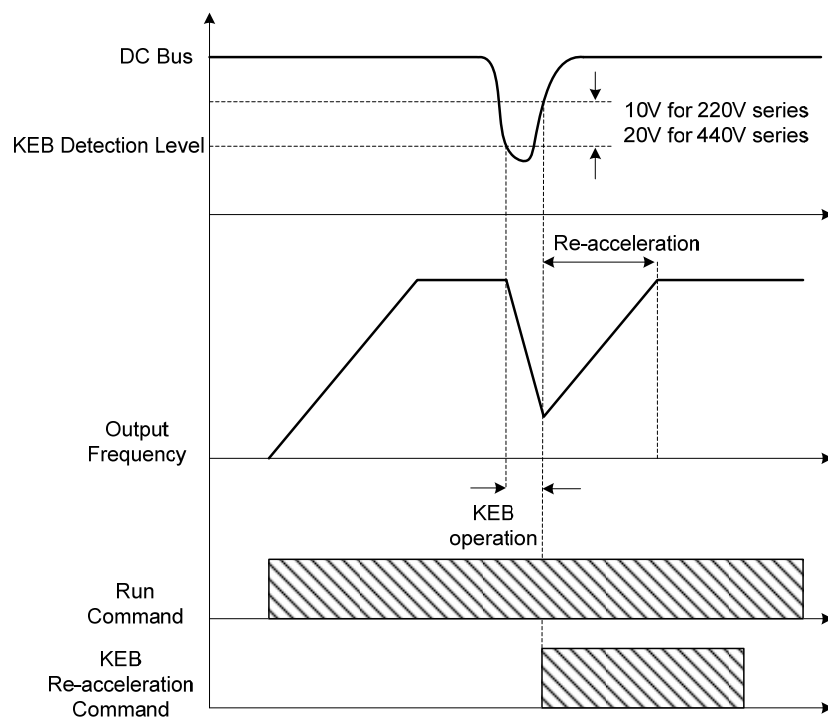 DC Bus
10V for 220V series
20V for 440V series
KEB Detection Level
Re-acceleration
Output
Frequency
KEB
operation
Run
Command
KEB
Re-acceleration
Command